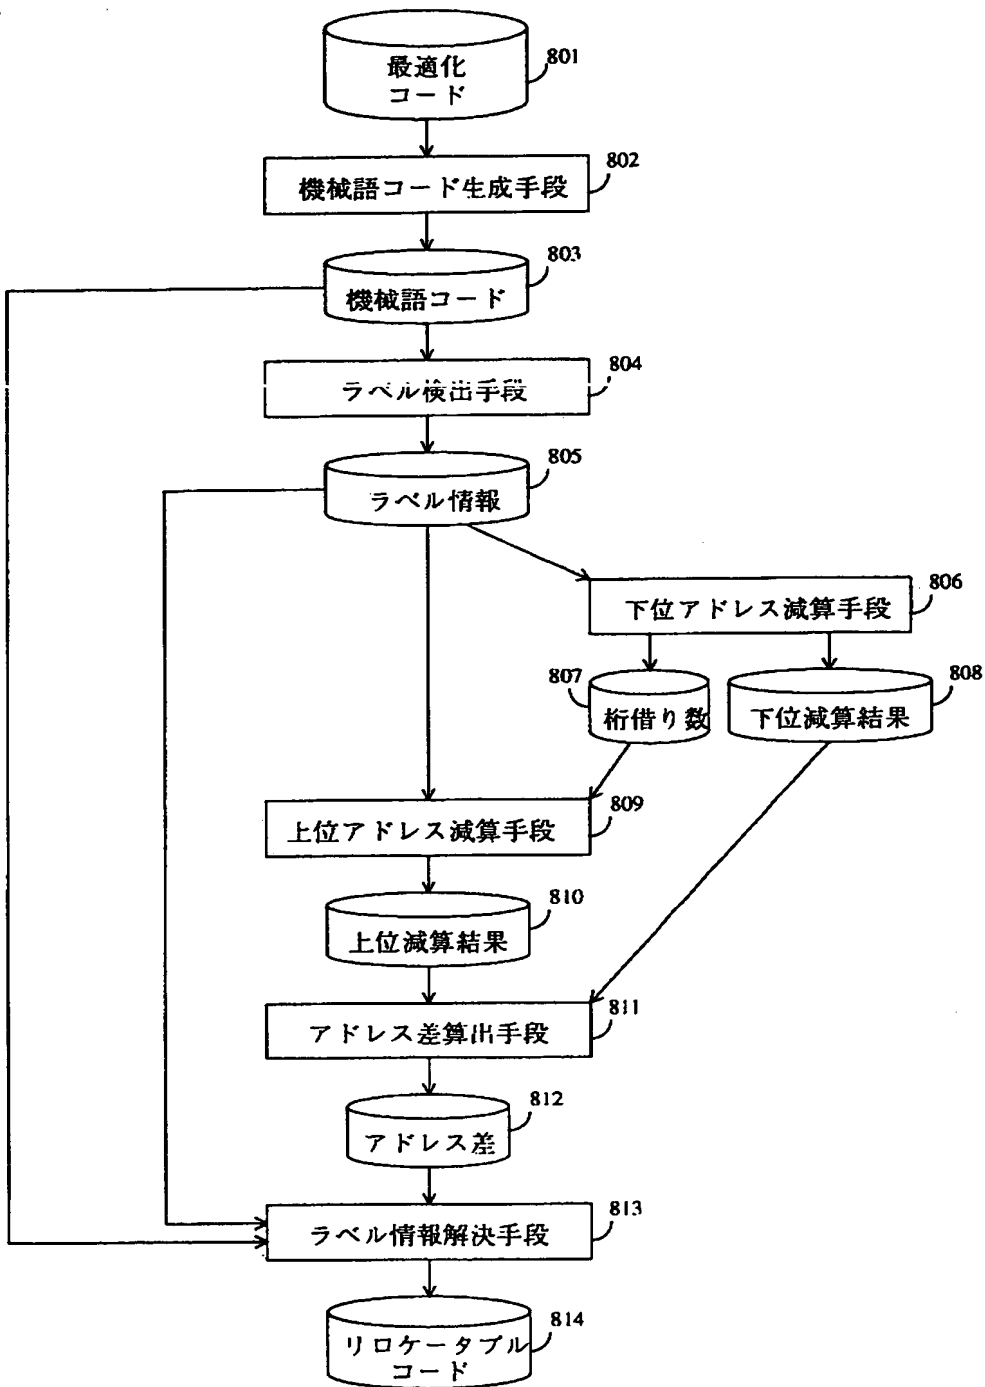 最適化
コード
801
機械語コード生成手段
802
機械語コード
803
ラベル検出手段
804
ラベル情報
805
下位アドレス減算手段
806
桁借り数
807
下位減算結果
808
上位アドレス減算手段
809
上位減算結果
810
アドレス差算出手段
811
アドレス差
812
ラベル情報解決手段
813
リロケータブル
コード
814